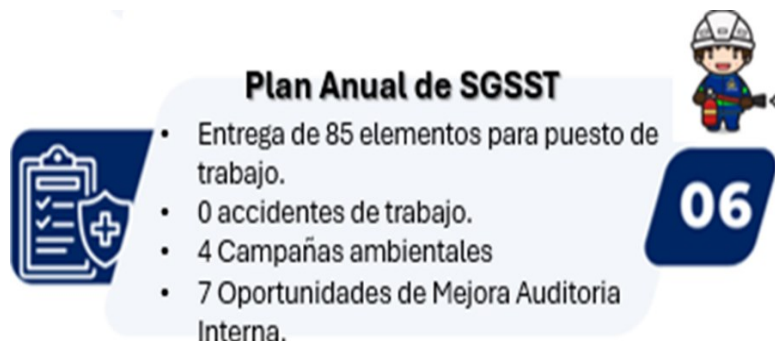 Plan Anual de SGSST
• Entrega de 85 elementos para puesto de
trabajo.
• 0 accidentes de trabajo.
• 4 Campañas ambientales
• 7 Oportunidades de Mejora Auditoria
Interna.
06